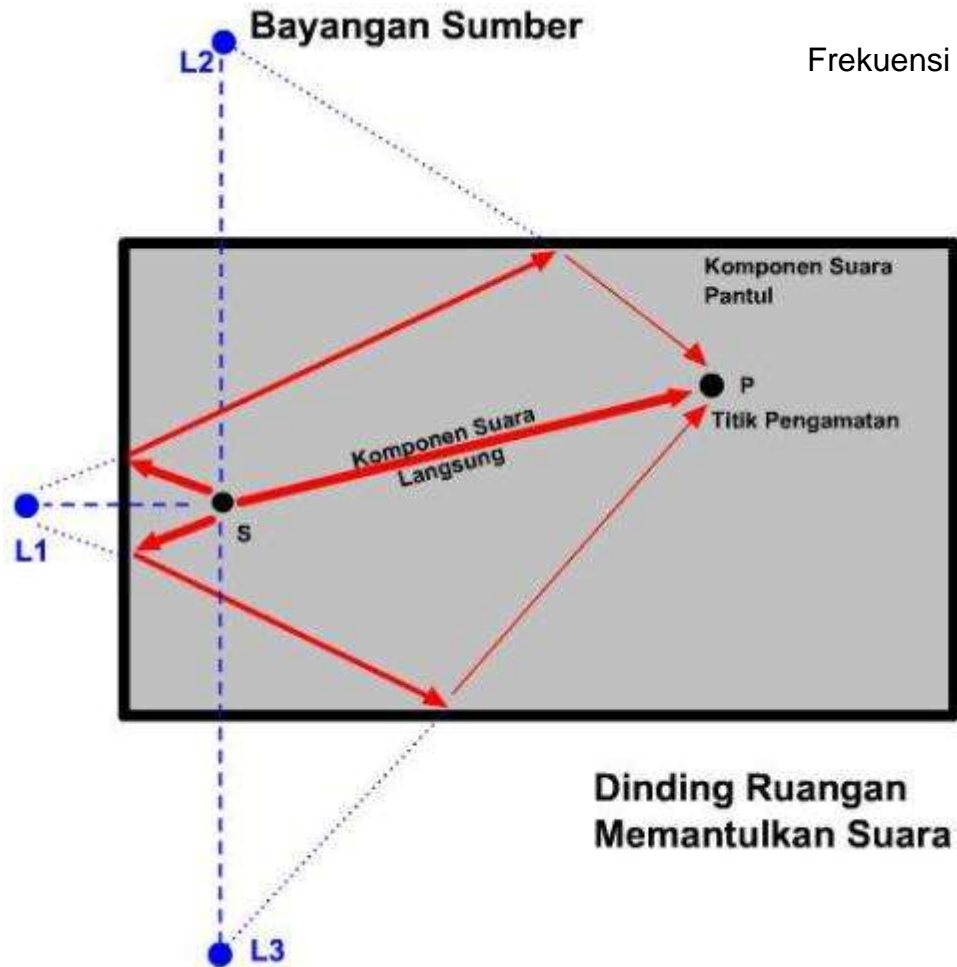 Bayangan Sumber
L2
Frekuensi
Komponen Suara
Pantul
P
Titik Pengamatan
Komponen Suara
Langsung
S
L1
Dinding Ruangan
Memantulkan Suara
L3